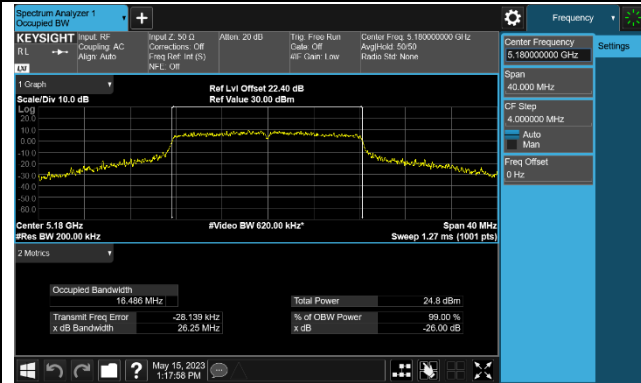 Spectrum Analyzer 1
Occupied BW
Frequency
KEYSIGHT
RL
LXI
Input: RF
Coupling: AC
Align: Auto
Input Z: 50 Ω
Corrections: Off
Freq Ref: Int (S)
NFE: Off
Atten: 20 dB
Trig: Free Run
Gate: Off
#IF Gain: Low
Center Freq: 5.180000000 GHz
Avg|Hold: 50/50
Radio Std: None
Center Frequency
5.180000000 GHz
Settings
Span
40.000 MHz
CF Step
4.000000 MHz
Auto
Man
Freq Offset
0 Hz
1 Graph
Scale/Div 10.0 dB
Ref Lvl Offset 22.40 dB
Ref Value 30.00 dBm
Log
20.0
10.0
0.00
-10.0
-20.0
-30.0
-40.0
-50.0
-60.0
Center 5.18 GHz
#Res BW 200.00 kHz
#Video BW 620.00 kHz*
Span 40 MHz
Sweep 1.27 ms (1001 pts)
2 Metrics
Occupied Bandwidth
16.486 MHz
Total Power 24.8 dBm
Transmit Freq Error -28.139 kHz
% of OBW Power 99.00 %
x dB Bandwidth 26.25 MHz
x dB -26.00 dB
?
May 15, 2023
1:17:58 PM